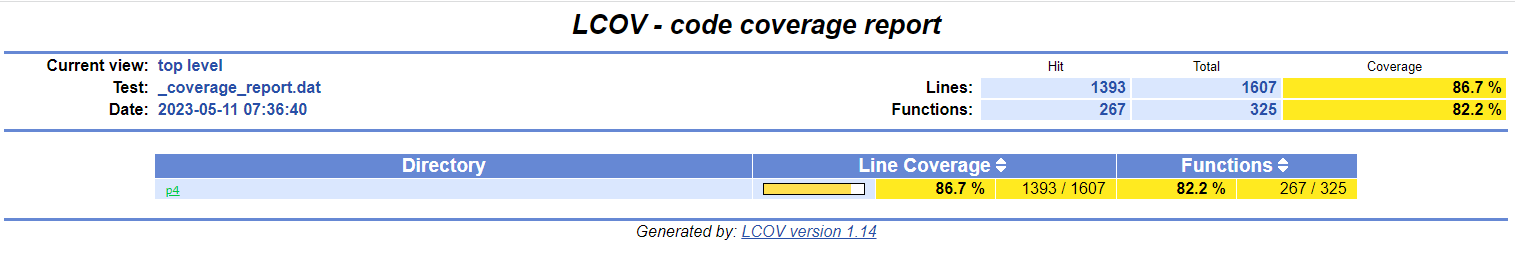 LCOV - code coverage report
Current view: top level Hit Total Coverage
Test: _coverage_report.dat Lines: 1393 1607 86.7 %
Date: 2023-05-11 07:36:40 Functions: 267 325 82.2 %
Directory Line Coverage Functions
p4 86.7 % 1393 / 1607 82.2 % 267 / 325
Generated by: LCOV version 1.14